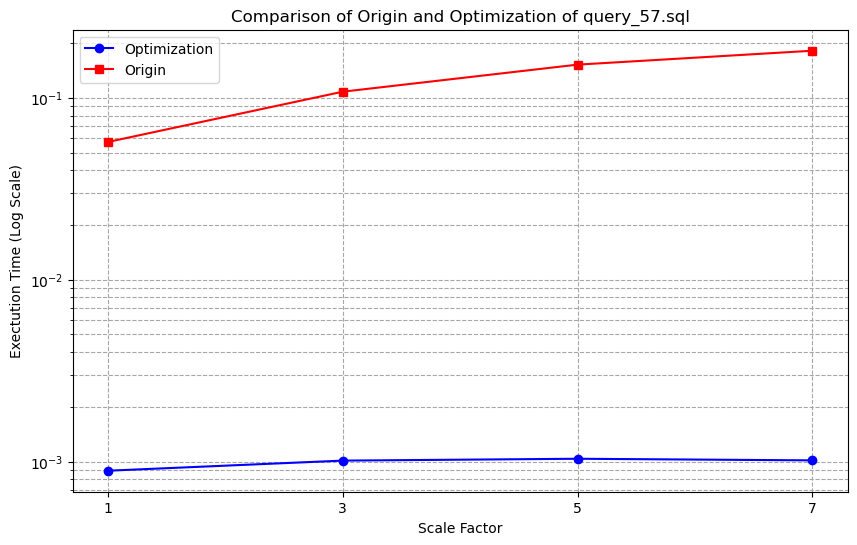 Comparison of Origin and Optimization of query_57.sql
Optimization
Origin
Exectution Time (Log Scale)
10⁻¹
10⁻²
10⁻³
1 3 5 7
Scale Factor